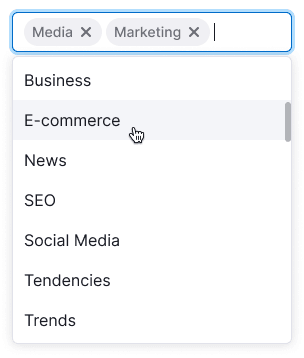 Media Marketing
Business
E-commerce
News
SEO
Social Media
Tendencies
Trends